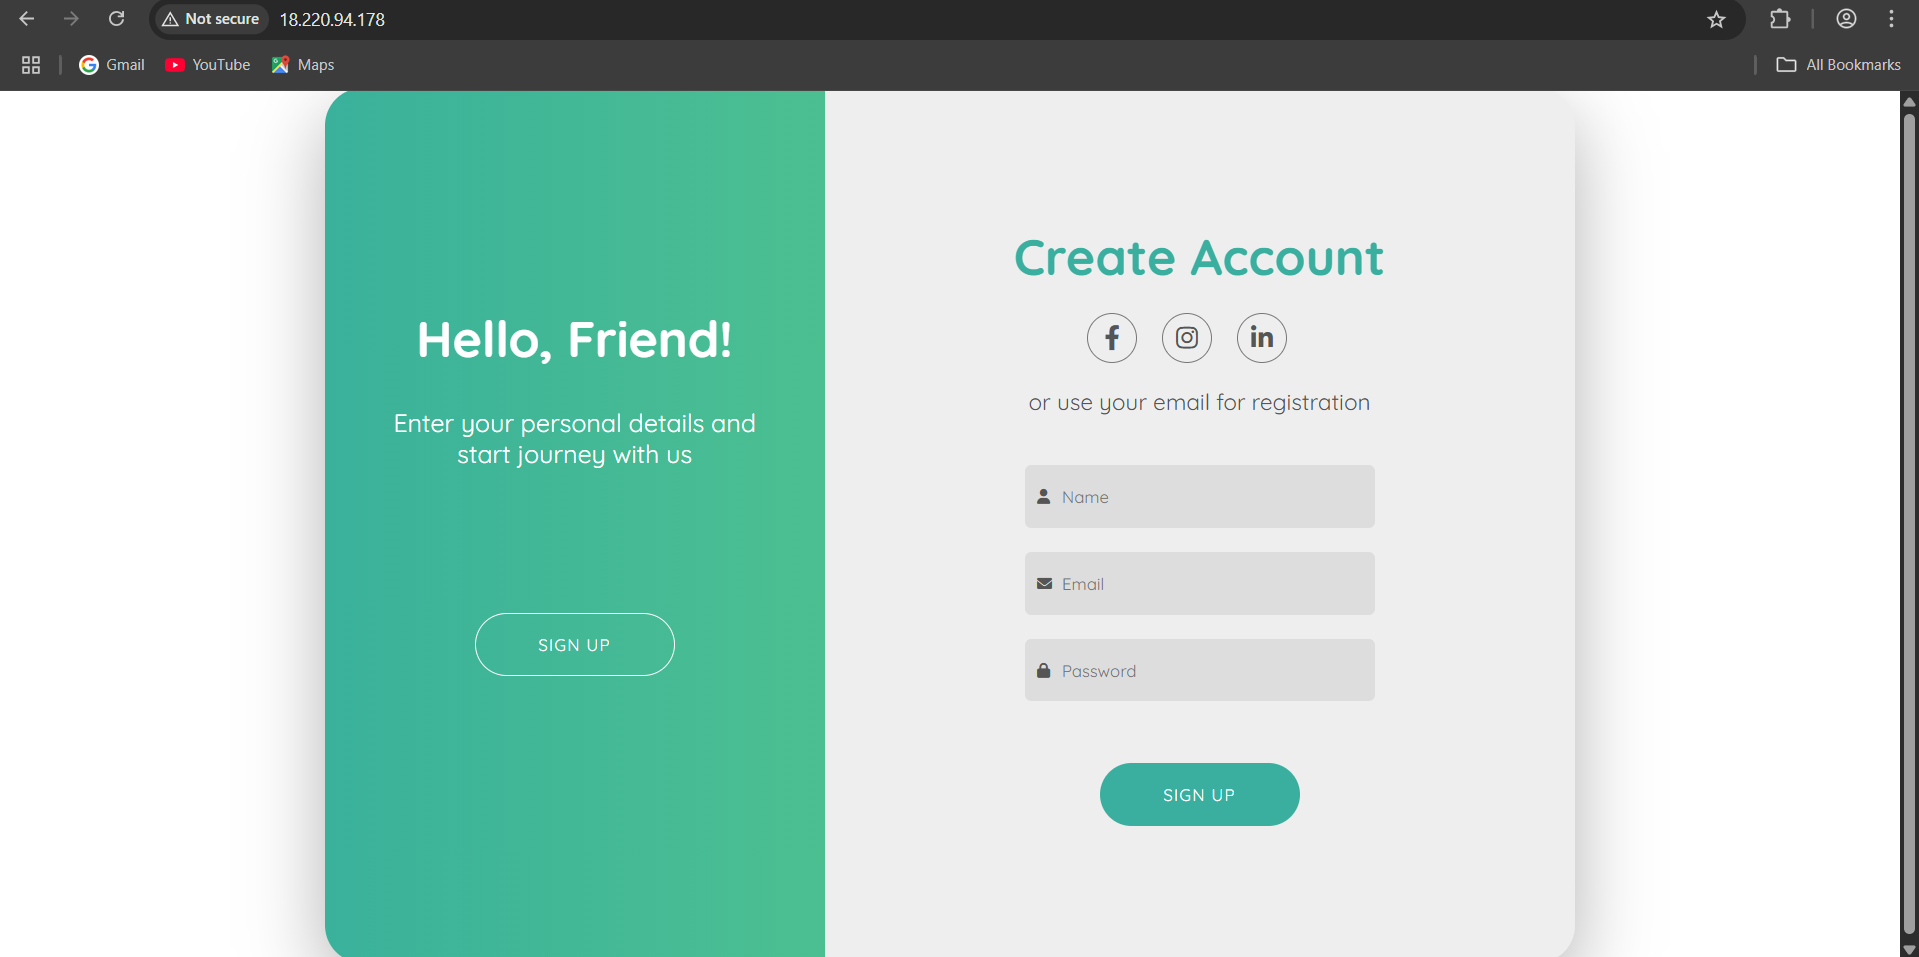 Not secure
18.220.94.178
Gmail
YouTube
Maps
All Bookmarks
Hello, Friend!
Enter your personal details and
start journey with us
SIGN UP
Create Account
or use your email for registration
Name
Email
Password
SIGN UP